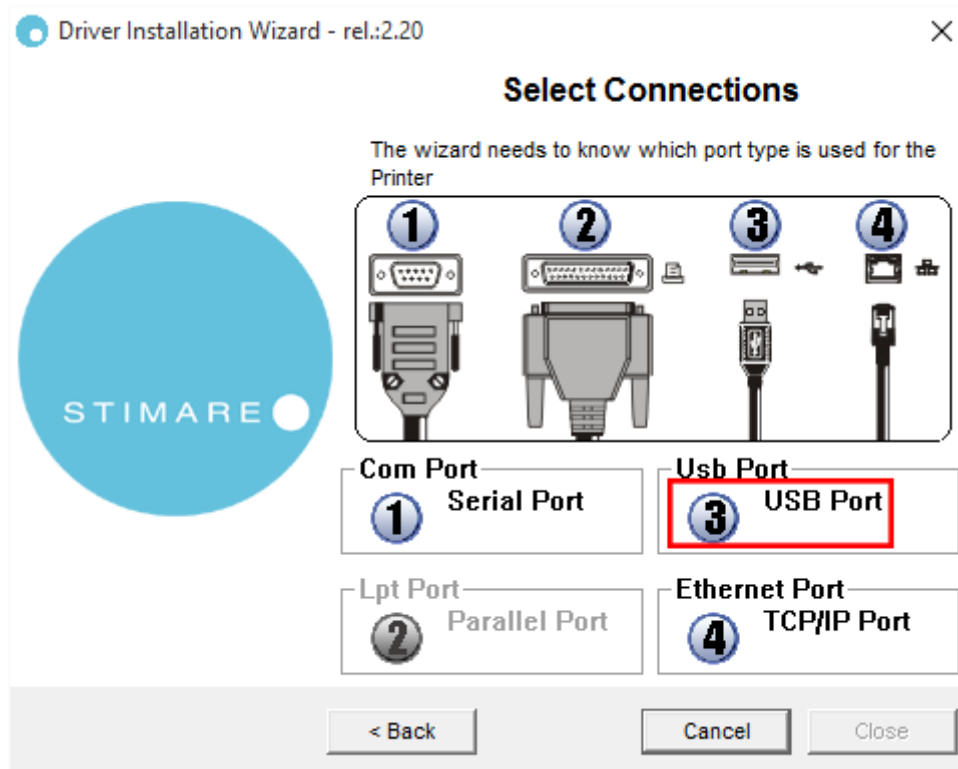 Driver Installation Wizard - rel.:2.20
Select Connections
The wizard needs to know which port type is used for the
Printer
1 2 3 4
STIMARE
Com Port
1 Serial Port
Usb Port
3 USB Port
Lpt Port
2 Parallel Port
Ethernet Port
4 TCP/IP Port
< Back Cancel Close